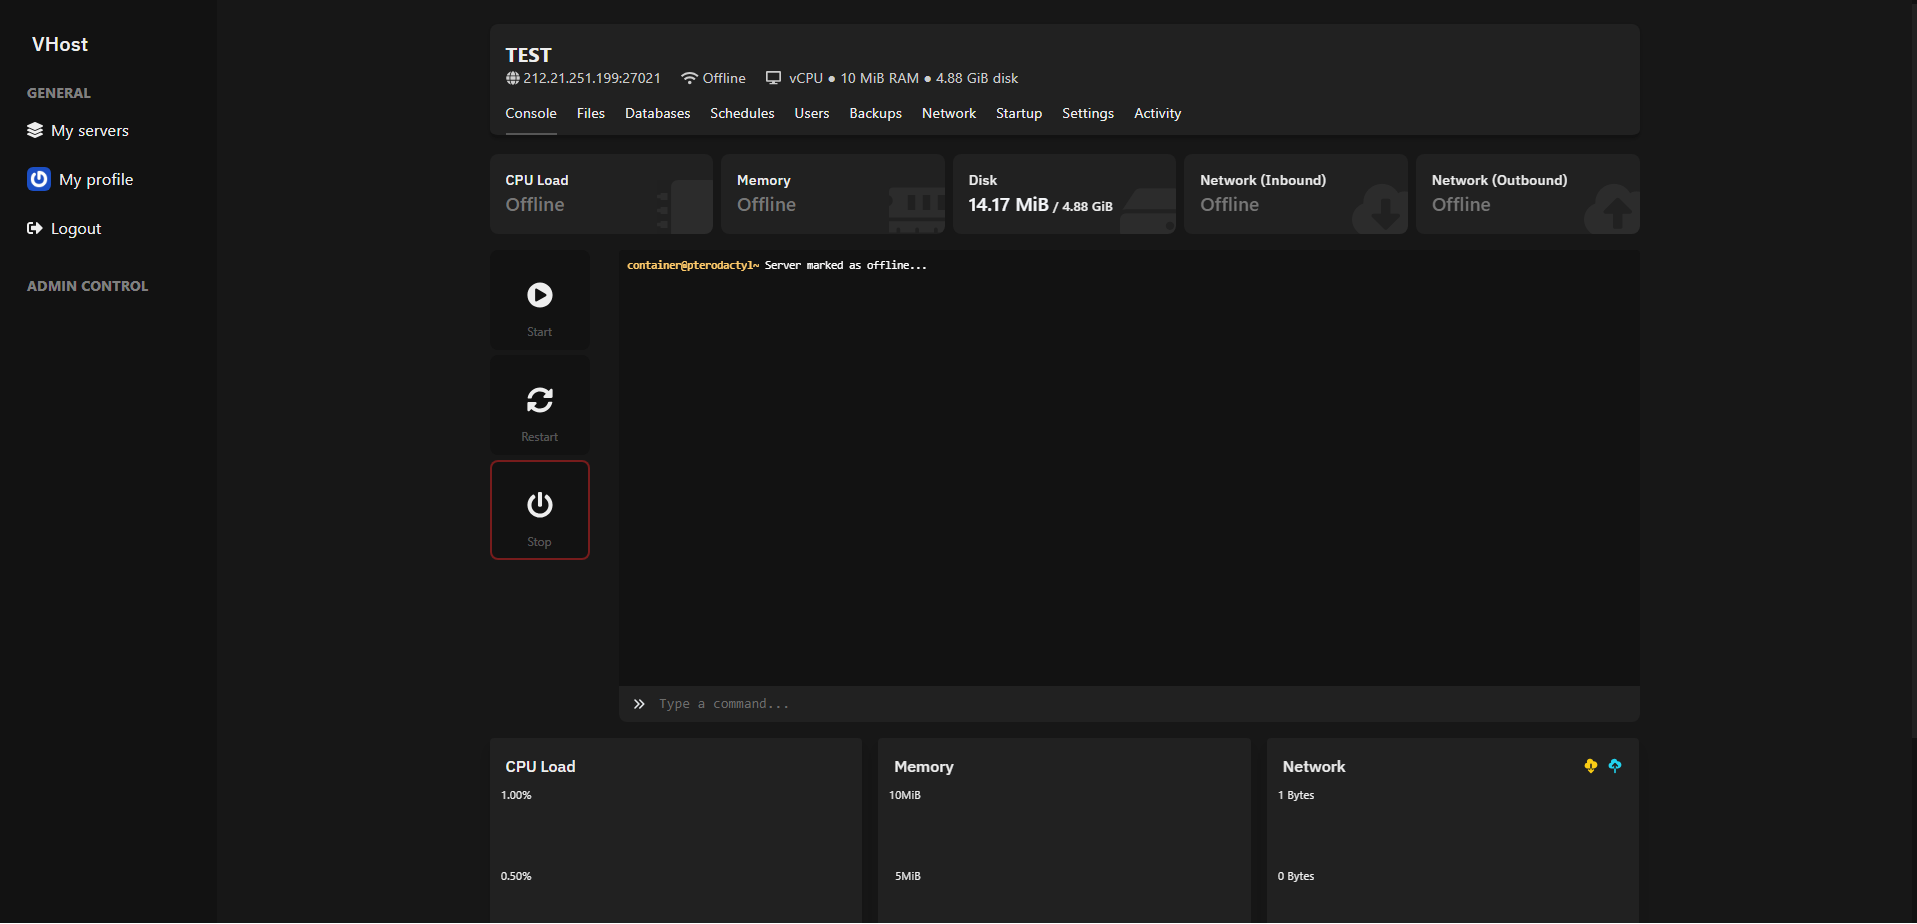 VHost
GENERAL
My servers
My profile
Logout
ADMIN CONTROL
TEST
212.21.251.199:27021 Offline vCPU ● 10 MiB RAM ● 4.88 GiB disk
Console Files Databases Schedules Users Backups Network Startup Settings Activity
CPU Load
Offline
Memory
Offline
Disk
14.17 MiB / 4.88 GiB
Network (Inbound)
Offline
Network (Outbound)
Offline
Start
Restart
Stop
container@pterodactyl~ Server marked as offline...
Type a command...
CPU Load
1.00%
0.50%
Memory
10MiB
5MiB
Network
1 Bytes
0 Bytes